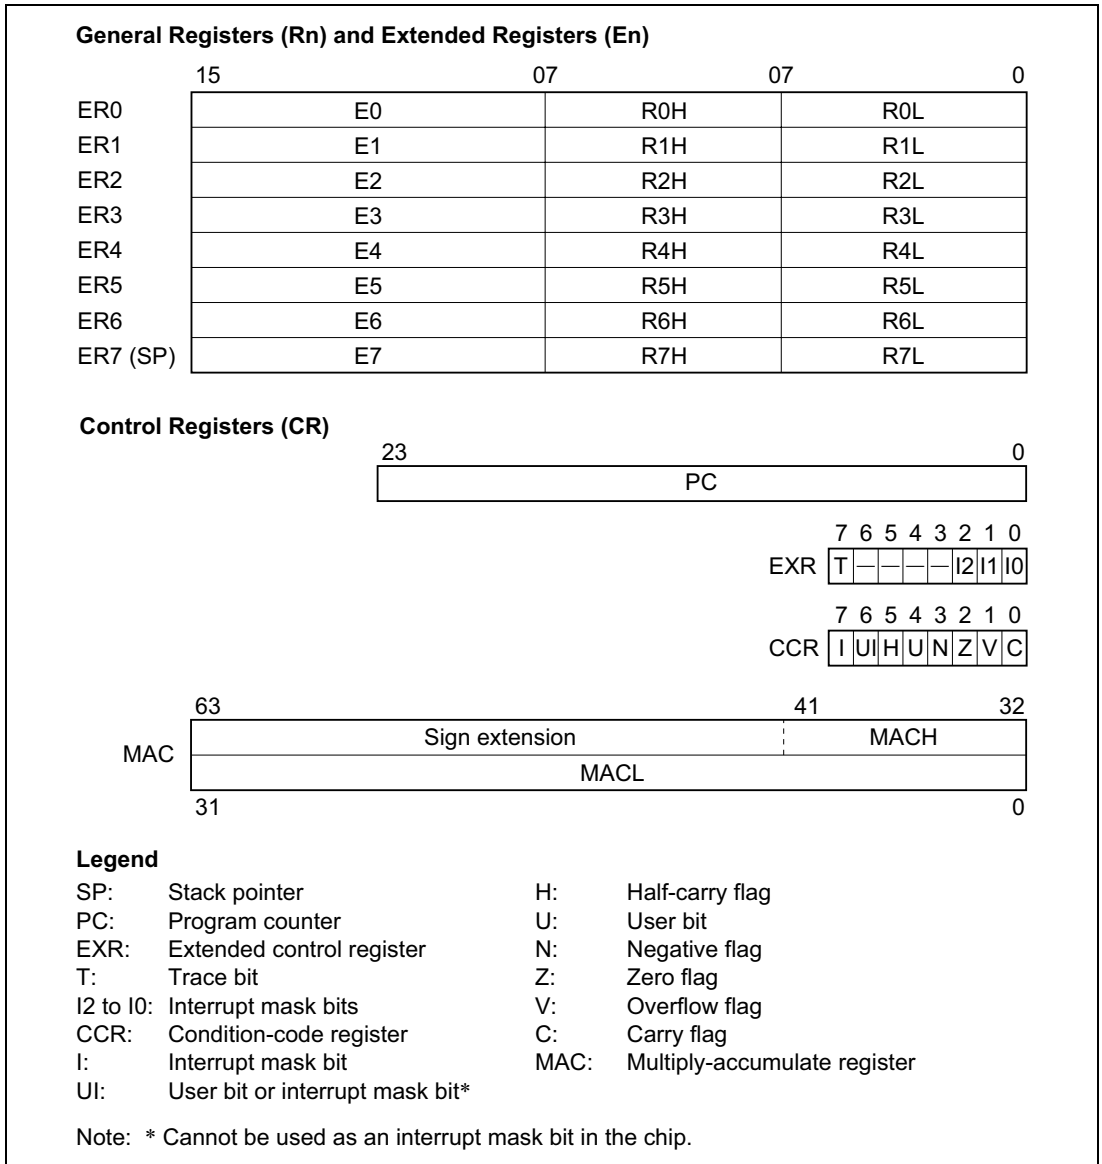 General Registers (Rn) and Extended Registers (En)
15 07 07 0
ER0 E0 R0H R0L
ER1 E1 R1H R1L
ER2 E2 R2H R2L
ER3 E3 R3H R3L
ER4 E4 R4H R4L
ER5 E5 R5H R5L
ER6 E6 R6H R6L
ER7 (SP) E7 R7H R7L
Control Registers (CR)
23 0
PC
7 6 5 4 3 2 1 0
EXR T — — — — I2 I1 I0
7 6 5 4 3 2 1 0
CCR I UI H U N Z V C
63 41 32
MAC Sign extension MACH
MACL
31 0
Legend
SP: Stack pointer H: Half-carry flag
PC: Program counter U: User bit
EXR: Extended control register N: Negative flag
T: Trace bit Z: Zero flag
I2 to I0: Interrupt mask bits V: Overflow flag
CCR: Condition-code register C: Carry flag
I: Interrupt mask bit MAC: Multiply-accumulate register
UI: User bit or interrupt mask bit*
Note: * Cannot be used as an interrupt mask bit in the chip.